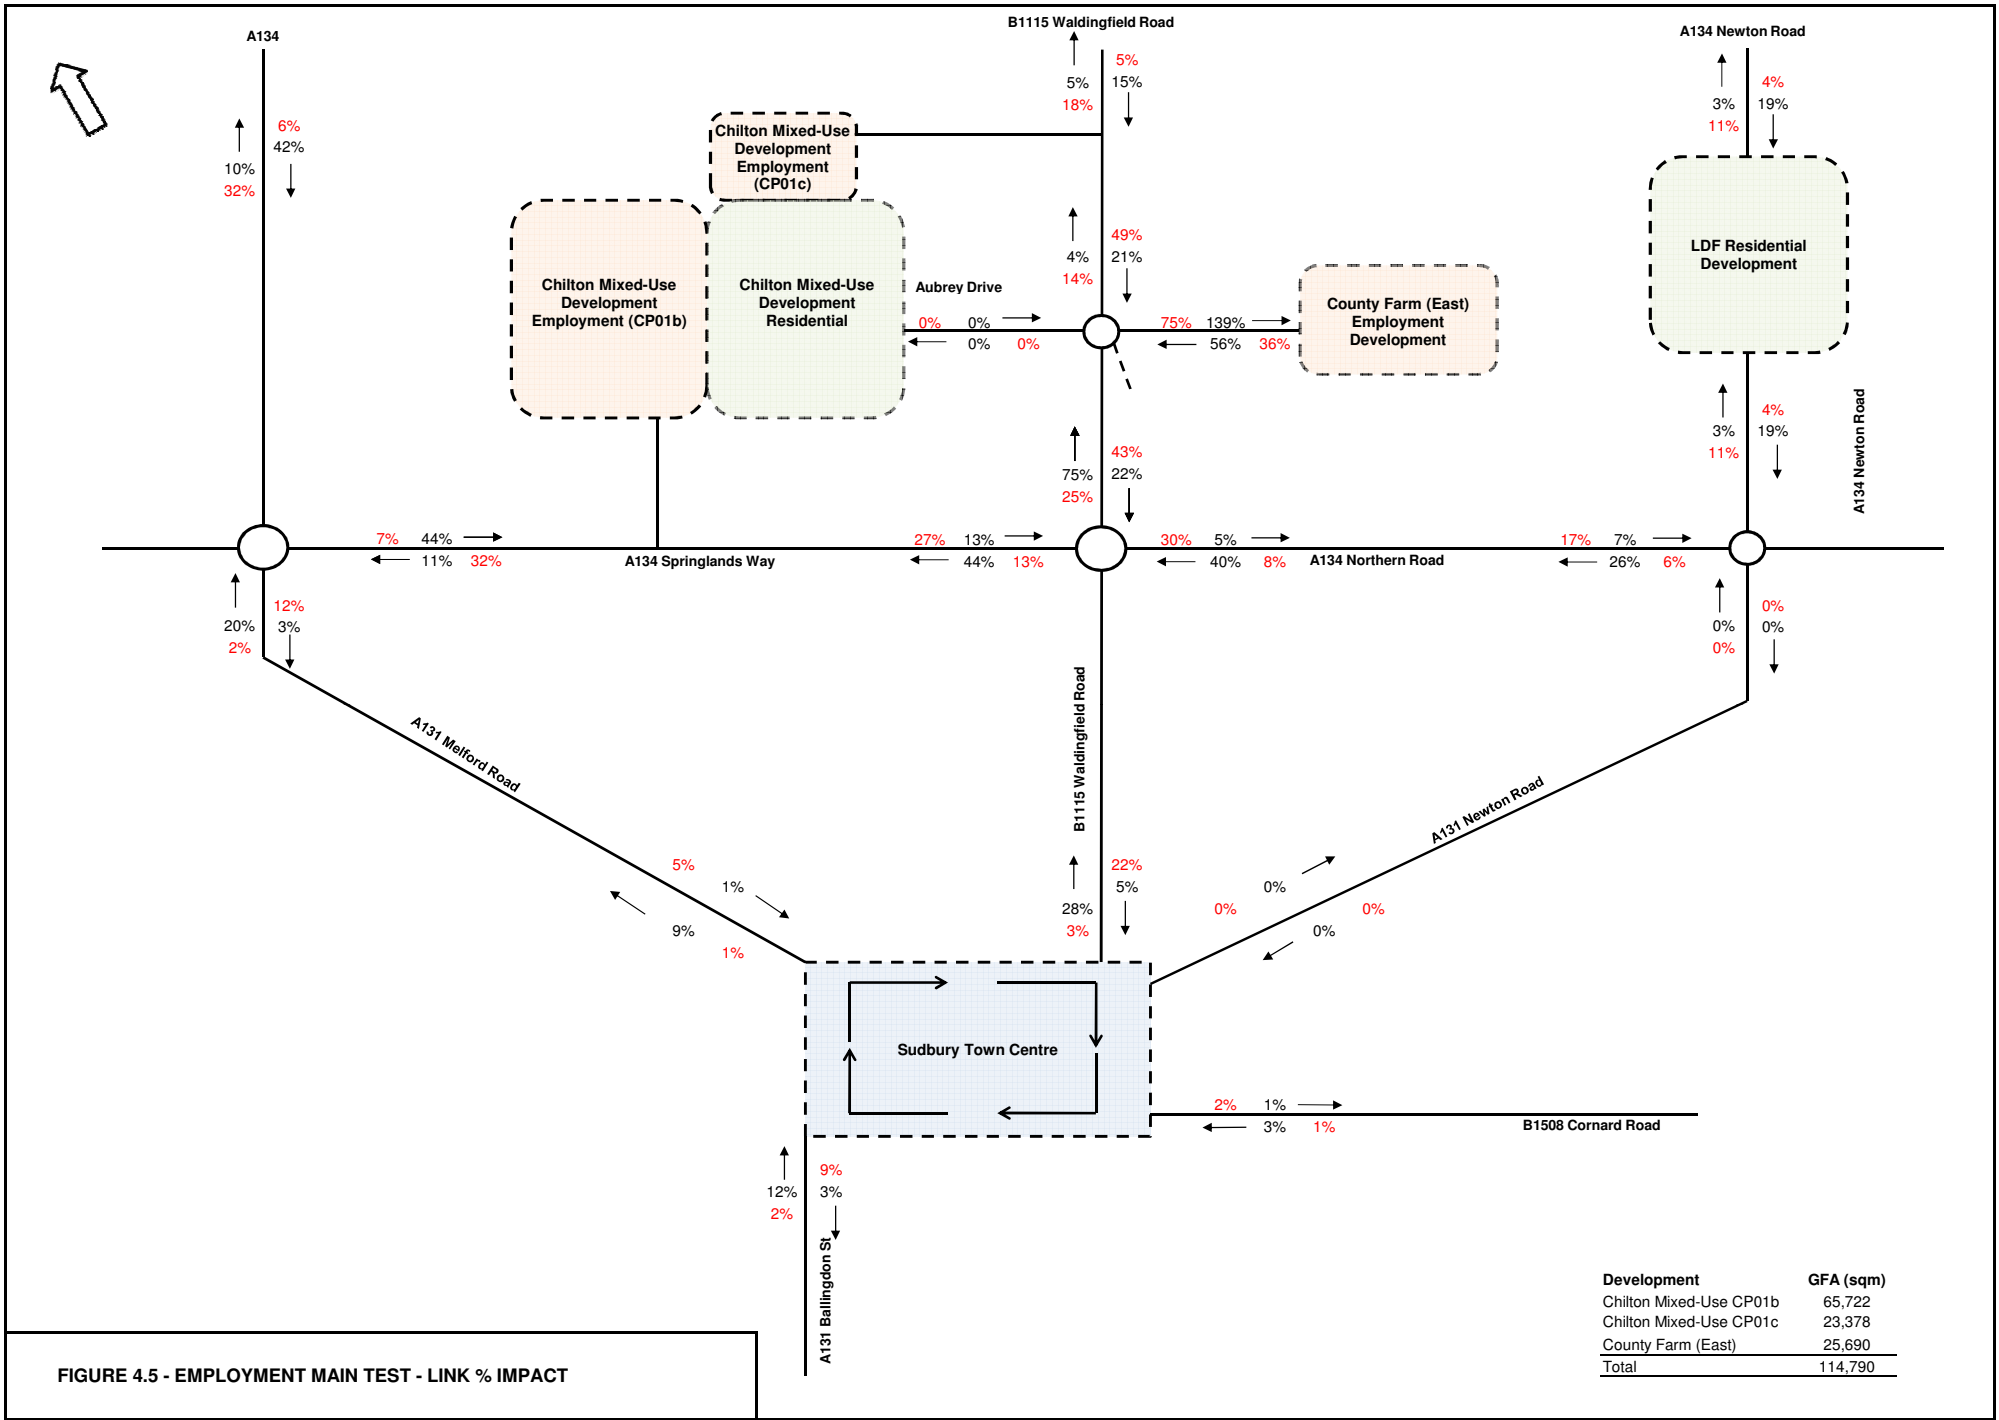 B1115 Waldingfield Road
A134
A134 Newton Road
5%
5% 15%
18%
4%
3% 19%
11%
6%
42%
10%
32%
Chilton Mixed-Use
Development
Employment
(CP01c)
49%
4% 21%
14%
LDF Residential
Development
Chilton Mixed-Use
Development
Employment (CP01b)
Chilton Mixed-Use
Development
Residential
Aubrey Drive
0% 0%
0% 0%
75% 139%
56% 36%
County Farm (East)
Employment
Development
4%
3% 19%
11%
A134 Newton Road
43%
75% 22%
25%
7% 44%
11% 32%
A134 Springlands Way
27% 13%
44% 13%
30% 5%
40% 8%
A134 Northern Road
17% 7%
26% 6%
12%
20% 3%
2%
0%
0% 0%
0%
A131 Melford Road
B1115 Waldingfield Road
A131 Newton Road
5%
1%
9%
1%
22%
5%
28%
3%
0%
0% 0%
0%
Sudbury Town Centre
2% 1%
3% 1%
B1508 Cornard Road
9%
12% 3%
2%
A131 Ballingdon St
Development GFA (sqm)
Chilton Mixed-Use CP01b 65,722
Chilton Mixed-Use CP01c 23,378
County Farm (East) 25,690
Total 114,790
FIGURE 4.5 - EMPLOYMENT MAIN TEST - LINK % IMPACT